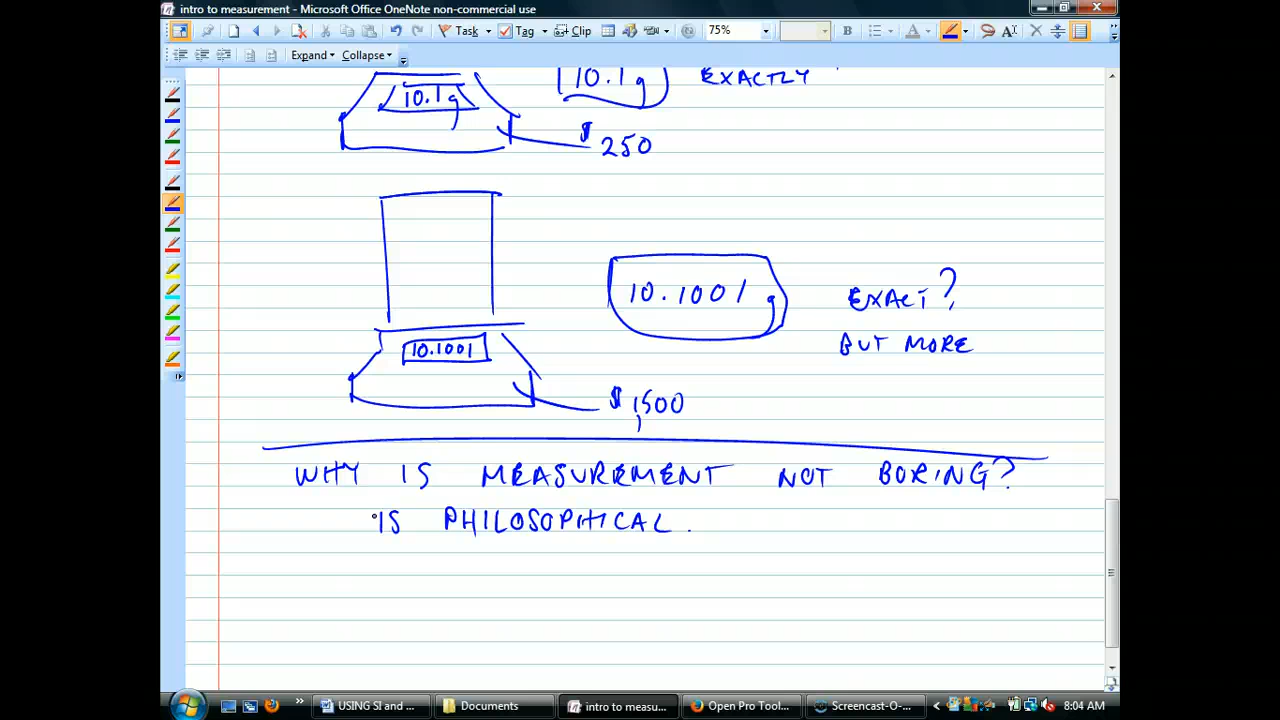 intro to measurement - Microsoft Office OneNote non-commercial use
Task Tag Clip 75% B A
Expand Collapse
10.1g EXACTLY
10.1g
$250
10.1001 g EXACT?
BUT MORE
10.1001
$1,500
WHY IS MEASUREMENT NOT BORING?
IS PHILOSOPHICAL.
USING SI and ... Documents intro to measu... Open Pro Tool... Screencast-O-... 8:04 AM